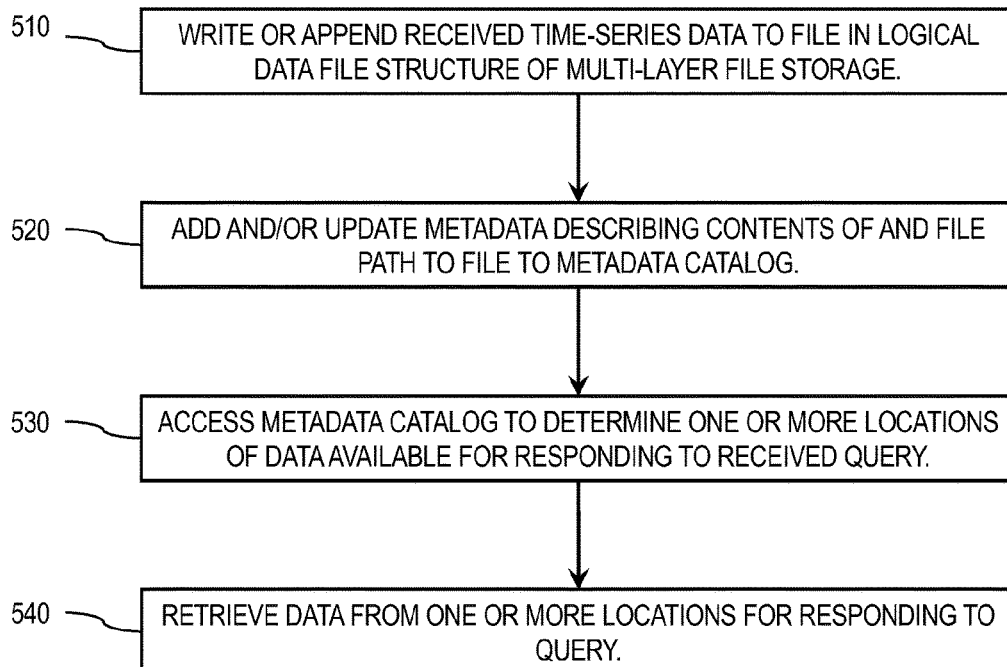 510
WRITE OR APPEND RECEIVED TIME-SERIES DATA TO FILE IN LOGICAL
DATA FILE STRUCTURE OF MULTI-LAYER FILE STORAGE.
520
ADD AND/OR UPDATE METADATA DESCRIBING CONTENTS OF AND FILE
PATH TO FILE TO METADATA CATALOG.
530
ACCESS METADATA CATALOG TO DETERMINE ONE OR MORE LOCATIONS
OF DATA AVAILABLE FOR RESPONDING TO RECEIVED QUERY.
540
RETRIEVE DATA FROM ONE OR MORE LOCATIONS FOR RESPONDING TO
QUERY.